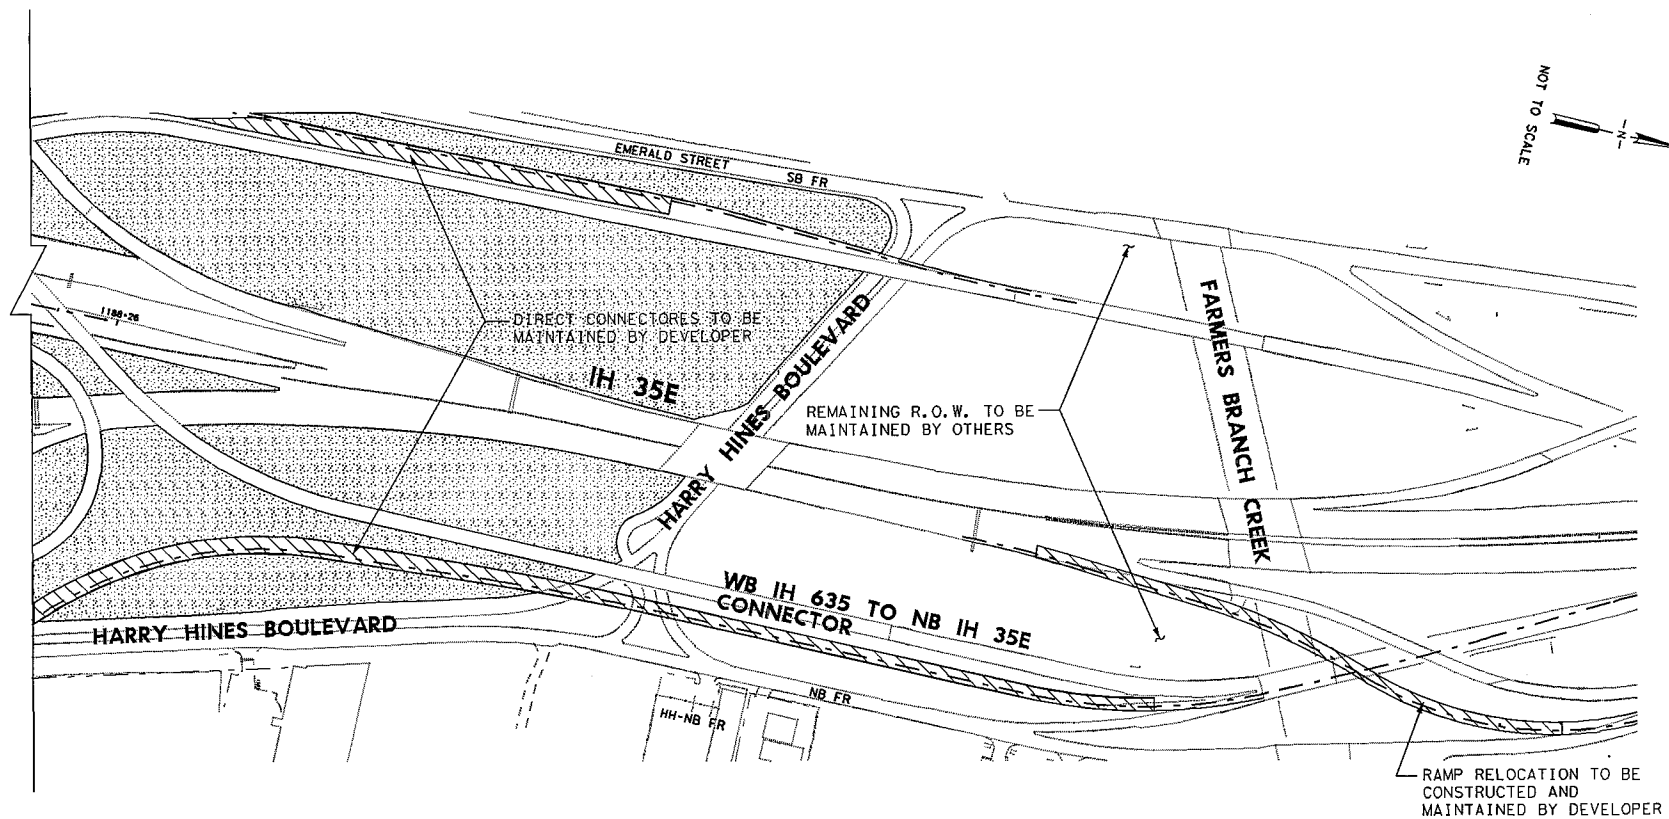 NOT TO SCALE
N
EMERALD STREET
SB FR
1188+26
DIRECT CONNECTORES TO BE
MAINTAINED BY DEVELOPER
IH 35E
HARRY HINES BOULEVARD
FARMERS BRANCH CREEK
REMAINING R.O.W. TO BE
MAINTAINED BY OTHERS
WB IH 635 TO NB IH 35E
CONNECTOR
HARRY HINES BOULEVARD
NB FR
HH-NB FR
RAMP RELOCATION TO BE
CONSTRUCTED AND
MAINTAINED BY DEVELOPER